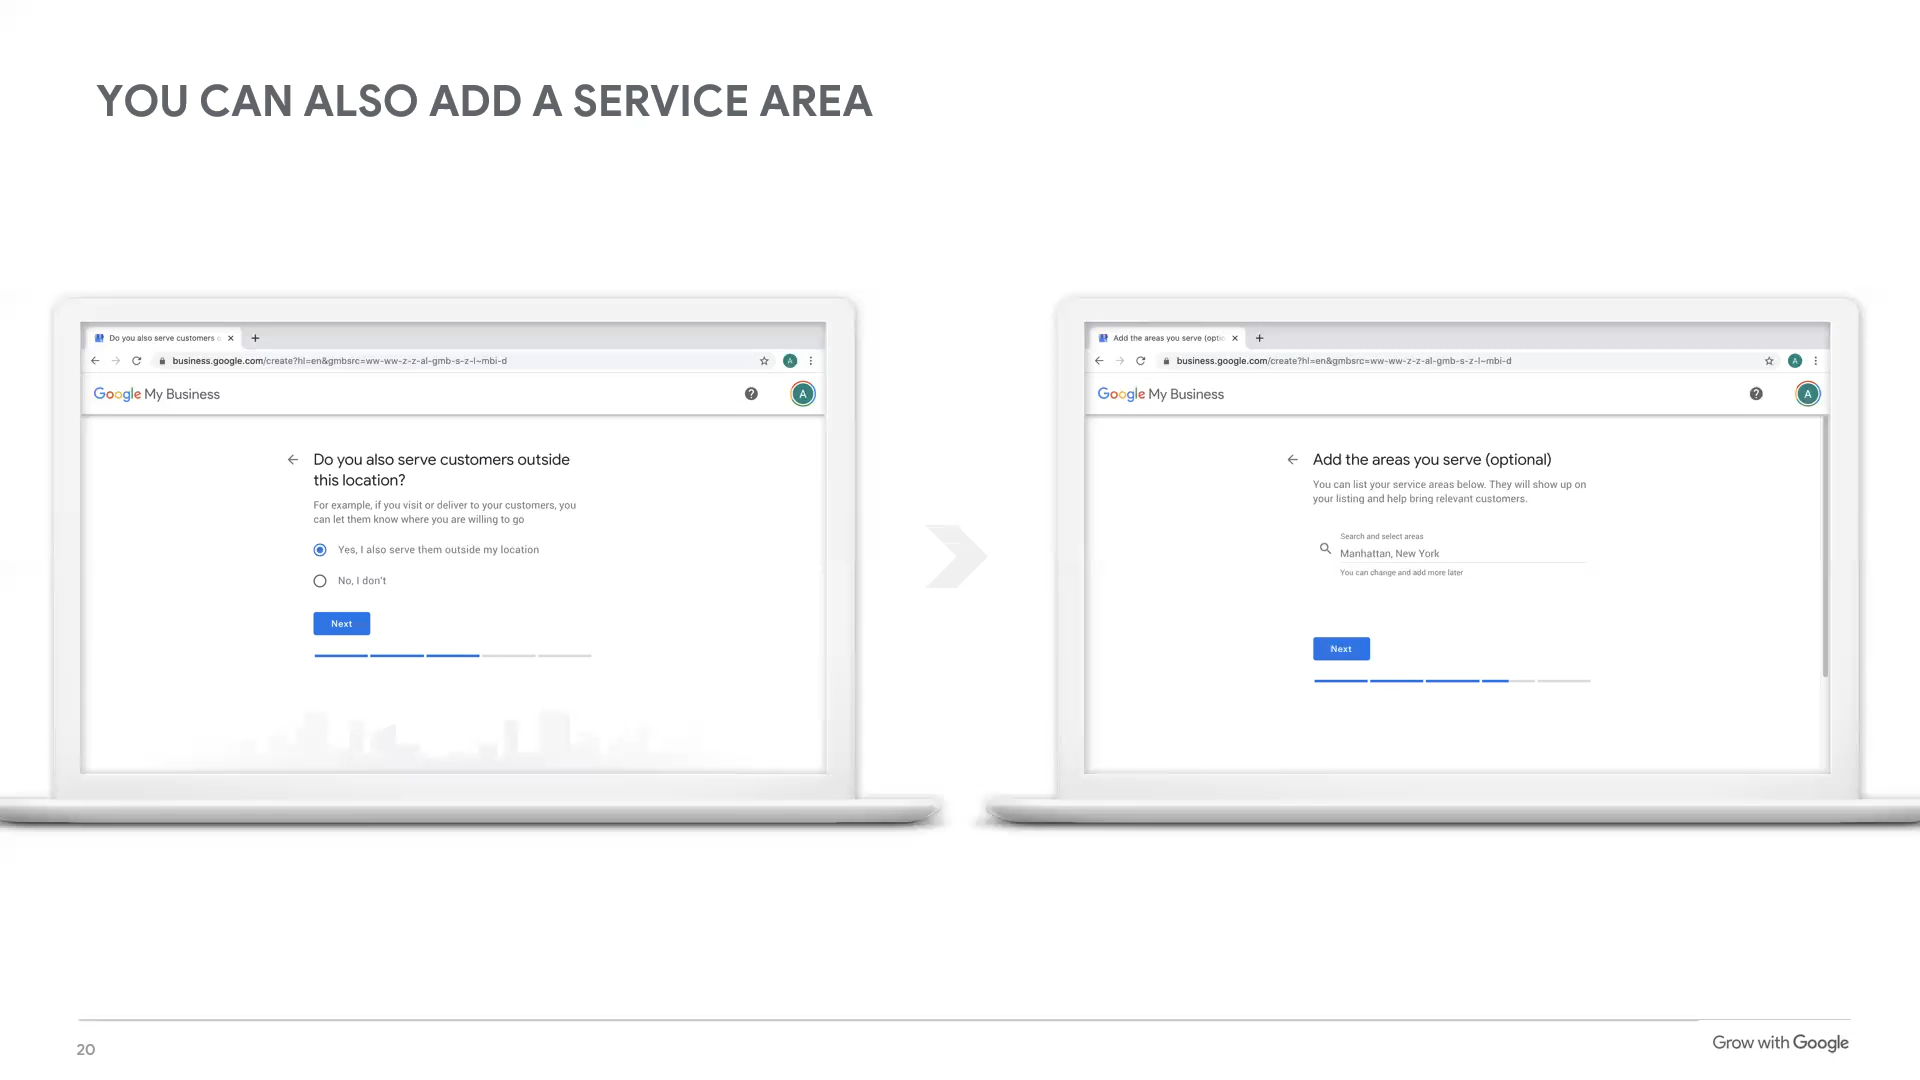 YOU CAN ALSO ADD A SERVICE AREA
Do you also serve customers
business.google.com/create?hl=en&gmbsrc=ww-ww-z-z-al-gmb-s-z-l~mbi-d
A
Google My Business
A
Do you also serve customers outside
this location?
For example, if you visit or deliver to your customers, you
can let them know where you are willing to go
Yes, I also serve them outside my location
No, I don't
Next
Add the areas you serve (optio
business.google.com/create?hl=en&gmbsrc=ww-ww-z-z-al-gmb-s-z-l~mbi-d
A
Google My Business
A
Add the areas you serve (optional)
You can list your service areas below. They will show up on
your listing and help bring relevant customers.
Search and select areas
Manhattan, New York
You can change and add more later
Next
20
Grow with Google